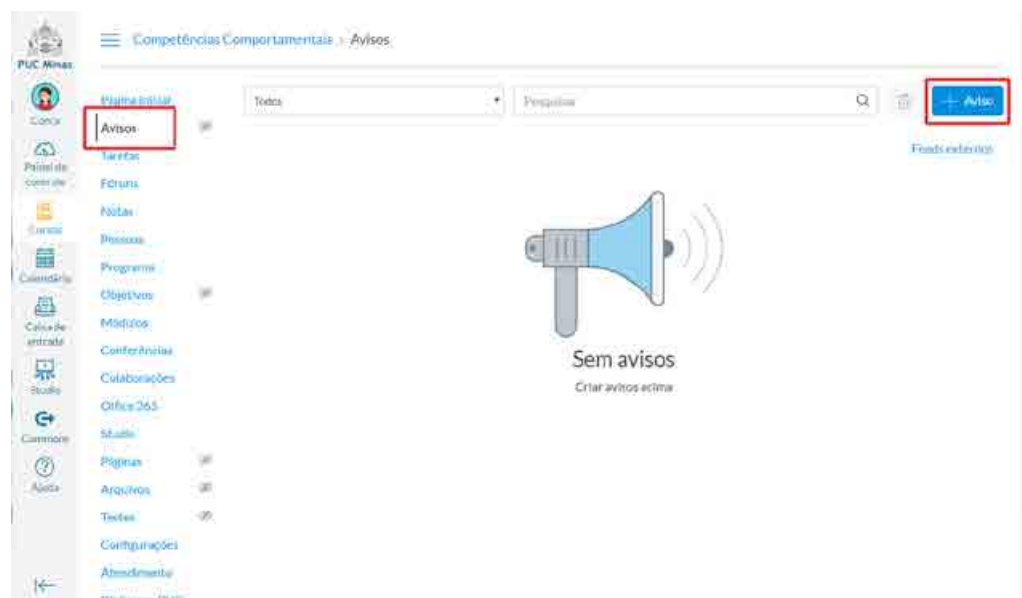 PUC Minas
Conta
Painel de
controle
Cursos
Calendário
Caixa de
entrada
Studio
Commons
Ajuda
Competências Comportamentais › Avisos
Página inicial
Avisos
Tarefas
Fóruns
Notas
Pessoas
Programa
Objetivos
Módulos
Conferências
Colaborações
Office 365
Studio
Páginas
Arquivos
Testes
Configurações
Atendimento
Todos
Pesquisar
+ Aviso
Feeds externos
Sem avisos
Criar avisos acima